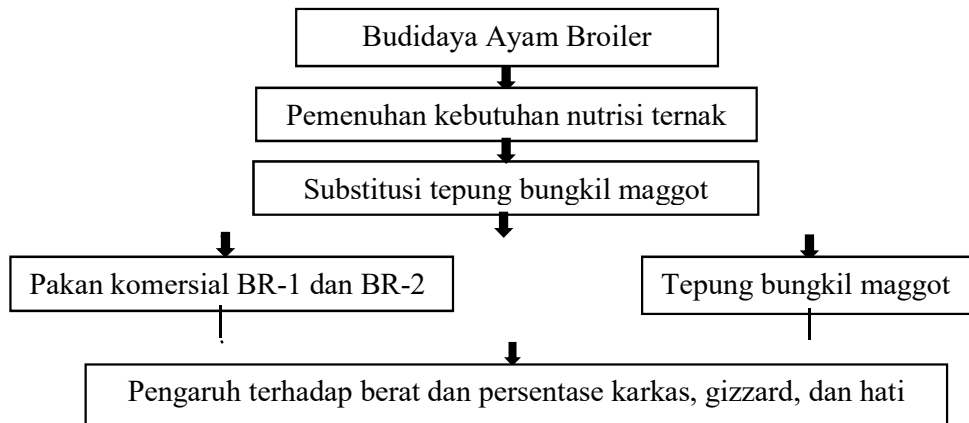 Budidaya Ayam Broiler
Pemenuhan kebutuhan nutrisi ternak
Substitusi tepung bungkil maggot
Pakan komersial BR-1 dan BR-2
Tepung bungkil maggot
Pengaruh terhadap berat dan persentase karkas, gizzard, dan hati